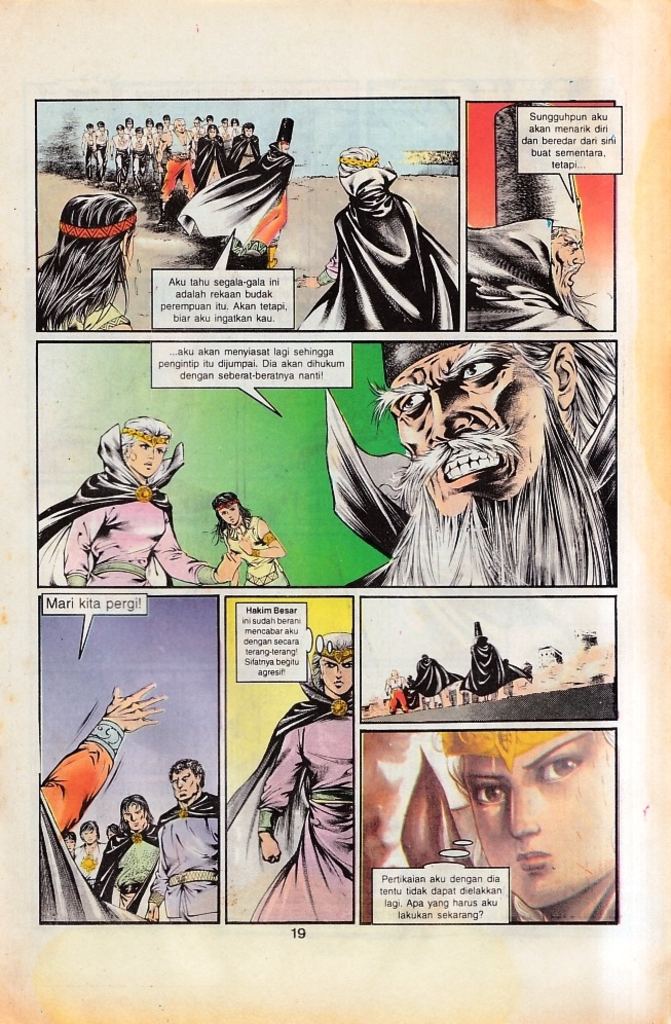 Aku tahu segala-gala ini
adalah rekaan budak
perempuan itu. Akan tetapi,
biar aku ingatkan kau.
Sungguhpun aku
akan menarik diri
dan beredar dari sini
buat sementara,
tetapi...
...aku akan menyiasat lagi sehingga
pengintip itu dijumpai. Dia akan dihukum
dengan seberat-beratnya nanti!
Mari kita pergi!
Hakim Besar
ini sudah berani
mencabar aku
dengan secara
terang-terang!
Sifatnya begitu
agresif!
Pertikaian aku dengan dia
tentu tidak dapat dielakkan
lagi. Apa yang harus aku
lakukan sekarang?
19